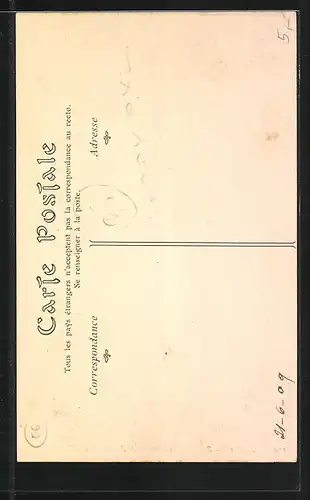 Carte Postale
Tous les pays étrangers n'acceptent pas la correspondance au recto.
Se renseigner à la poste.
Correspondance
Adresse
21-6-09
5,-